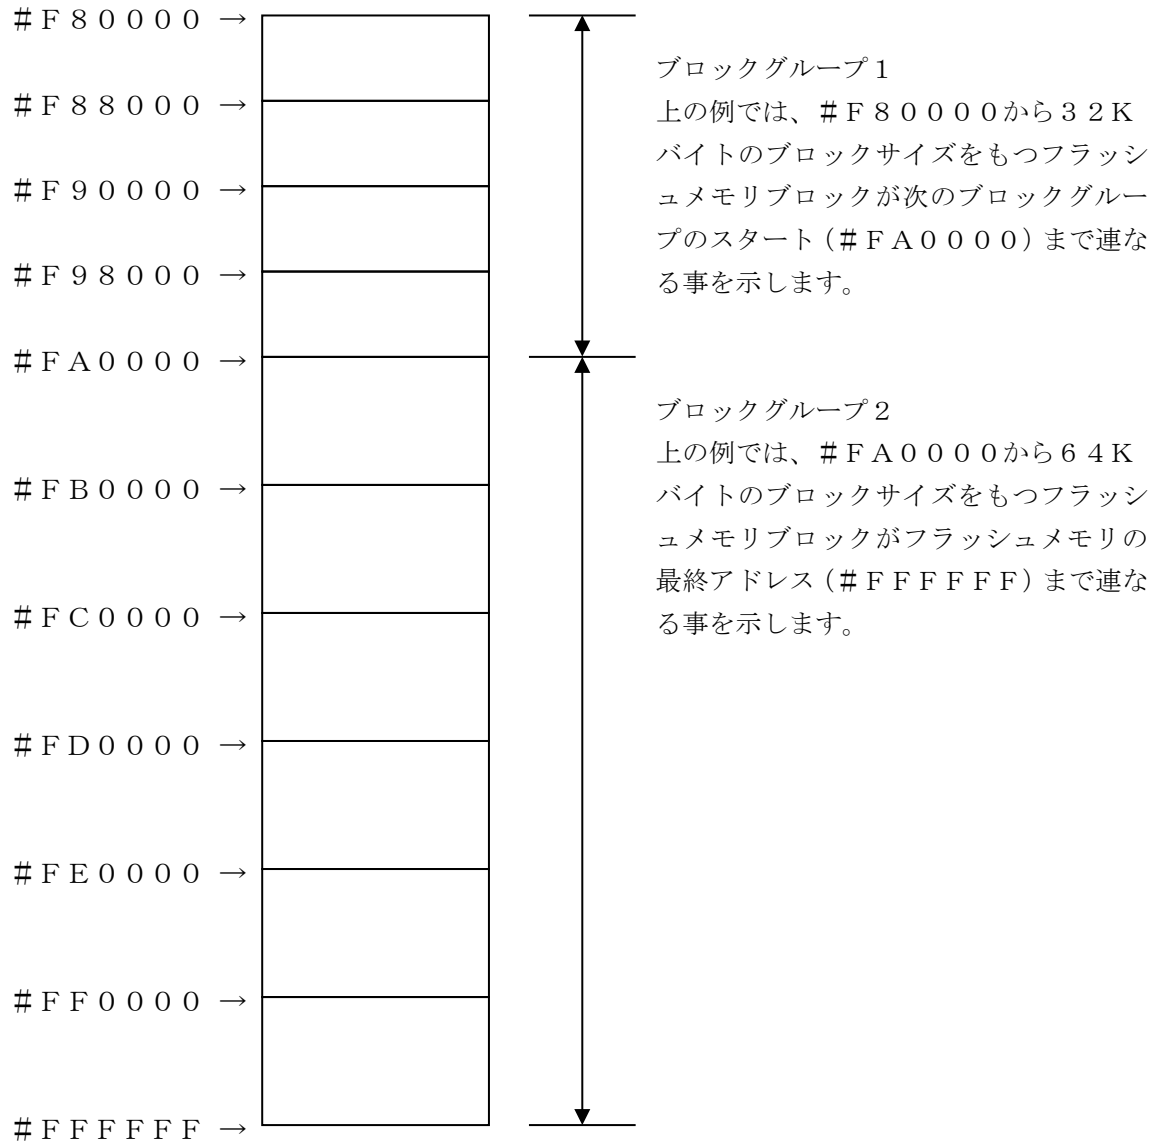 ＃Ｆ８００００ →
＃Ｆ８８０００ →
＃Ｆ９００００ →
＃Ｆ９８０００ →
＃ＦＡ００００ →
＃ＦＢ００００ →
＃ＦＣ００００ →
＃ＦＤ００００ →
＃ＦＥ００００ →
＃ＦＦ００００ →
＃ＦＦＦＦＦＦ →
ブロックグループ１
上の例では、＃Ｆ８００００から３２Ｋ
バイトのブロックサイズをもつフラッシ
ュメモリブロックが次のブロックグルー
プのスタート（＃ＦＡ００００）まで連な
る事を示します。
ブロックグループ２
上の例では、＃ＦＡ００００から６４Ｋ
バイトのブロックサイズをもつフラッシ
ュメモリブロックがフラッシュメモリの
最終アドレス（＃ＦＦＦＦＦＦ）まで連な
る事を示します。